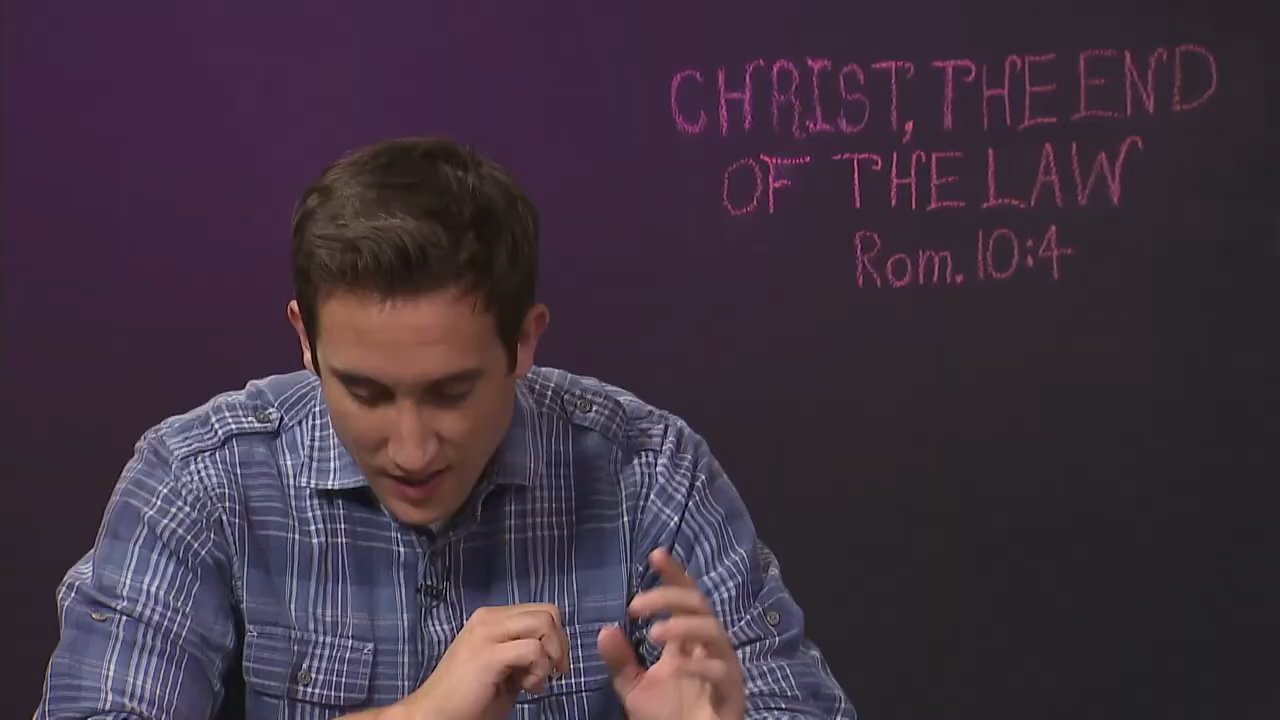 CHRIST, THE END
OF THE LAW
Rom. 10:4